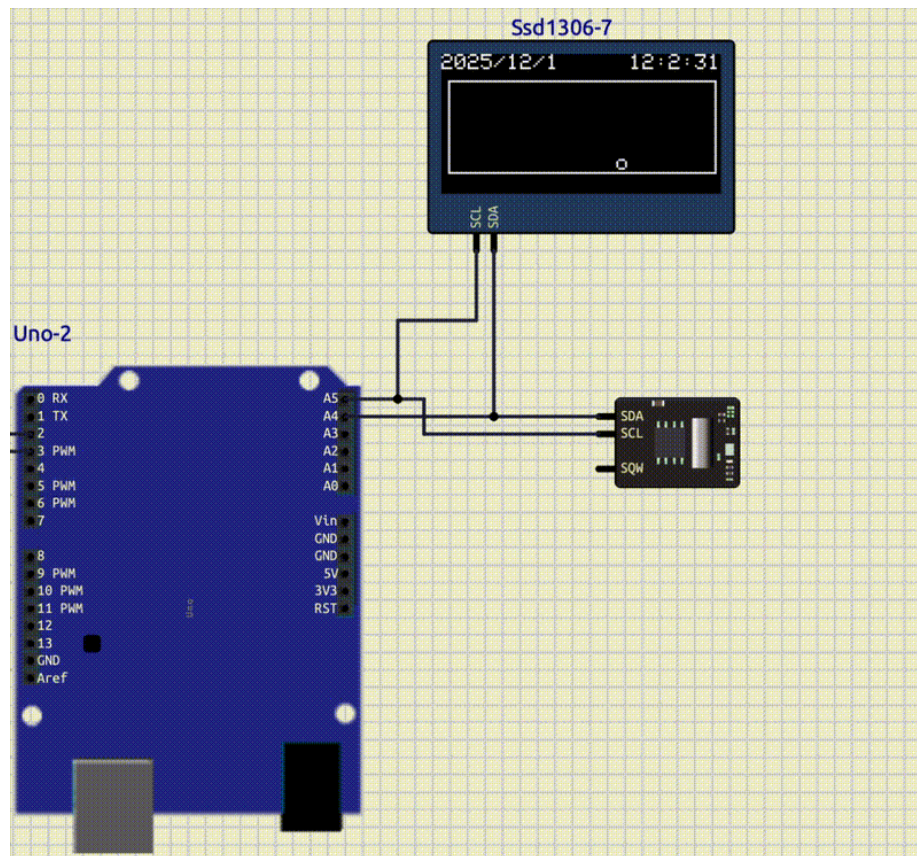 Ssd1306-7
2025/12/1 12:2:31
SCL
SDA
Uno-2
0 RX
1 TX
2
3 PWM
4
5 PWM
6 PWM
7
8
9 PWM
10 PWM
11 PWM
12
13
GND
Aref
Uno
A5
A4
A3
A2
A1
A0
Vin
GND
GND
5V
3V3
RST
SDA
SCL
SQW